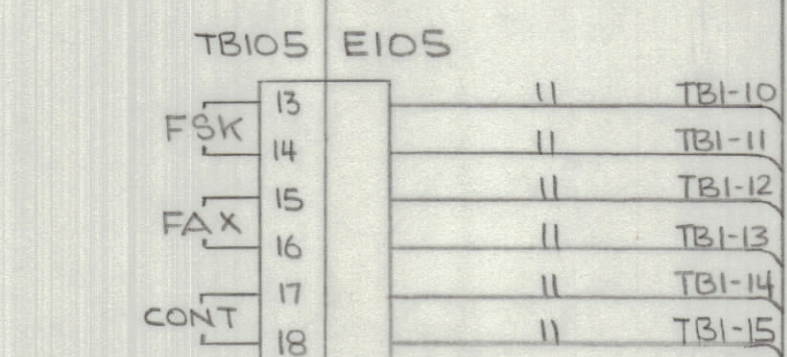 TB105 E105
13 11 TB1-10
FSK
14 11 TB1-11
15 11 TB1-12
FAX
16 11 TB1-13
17 11 TB1-14
CONT
18 11 TB1-15